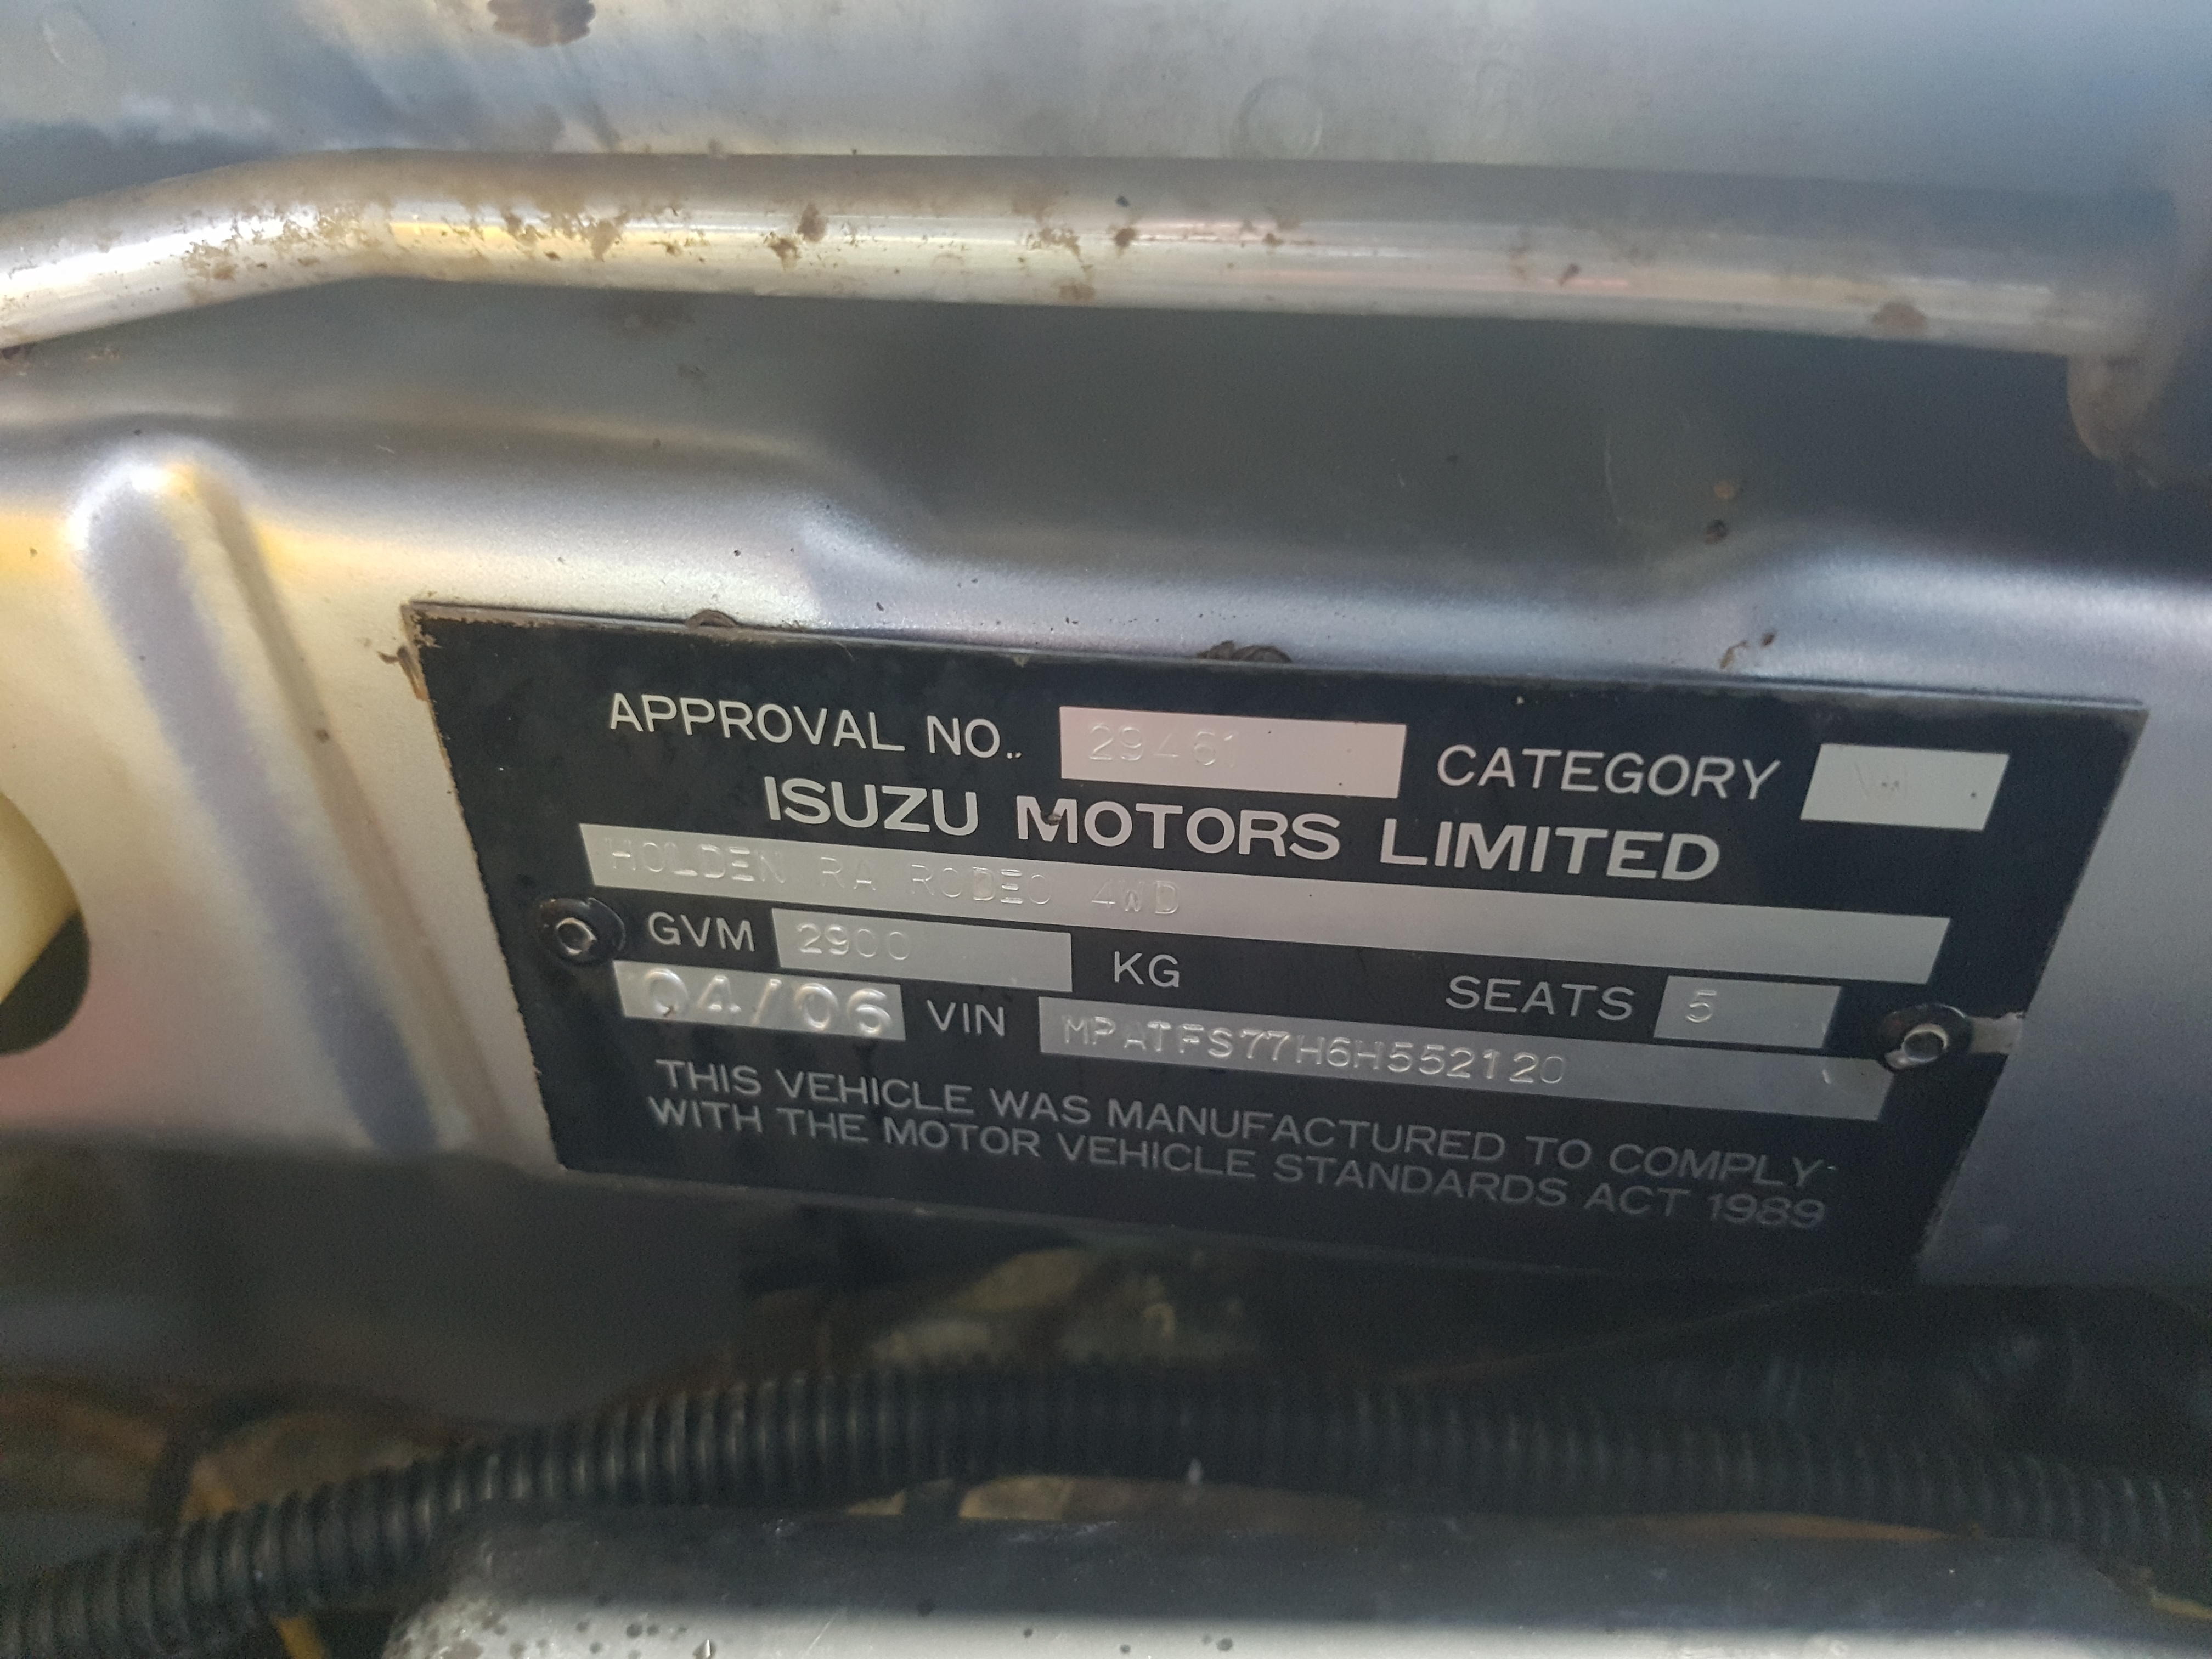 APPROVAL NO.. 29461 CATEGORY
ISUZU MOTORS LIMITED
HOLDEN RA RODEO 4WD
GVM 2900 KG SEATS 5
04/06 VIN MPATFS77H6H552120
THIS VEHICLE WAS MANUFACTURED TO COMPLY
WITH THE MOTOR VEHICLE STANDARDS ACT 1989